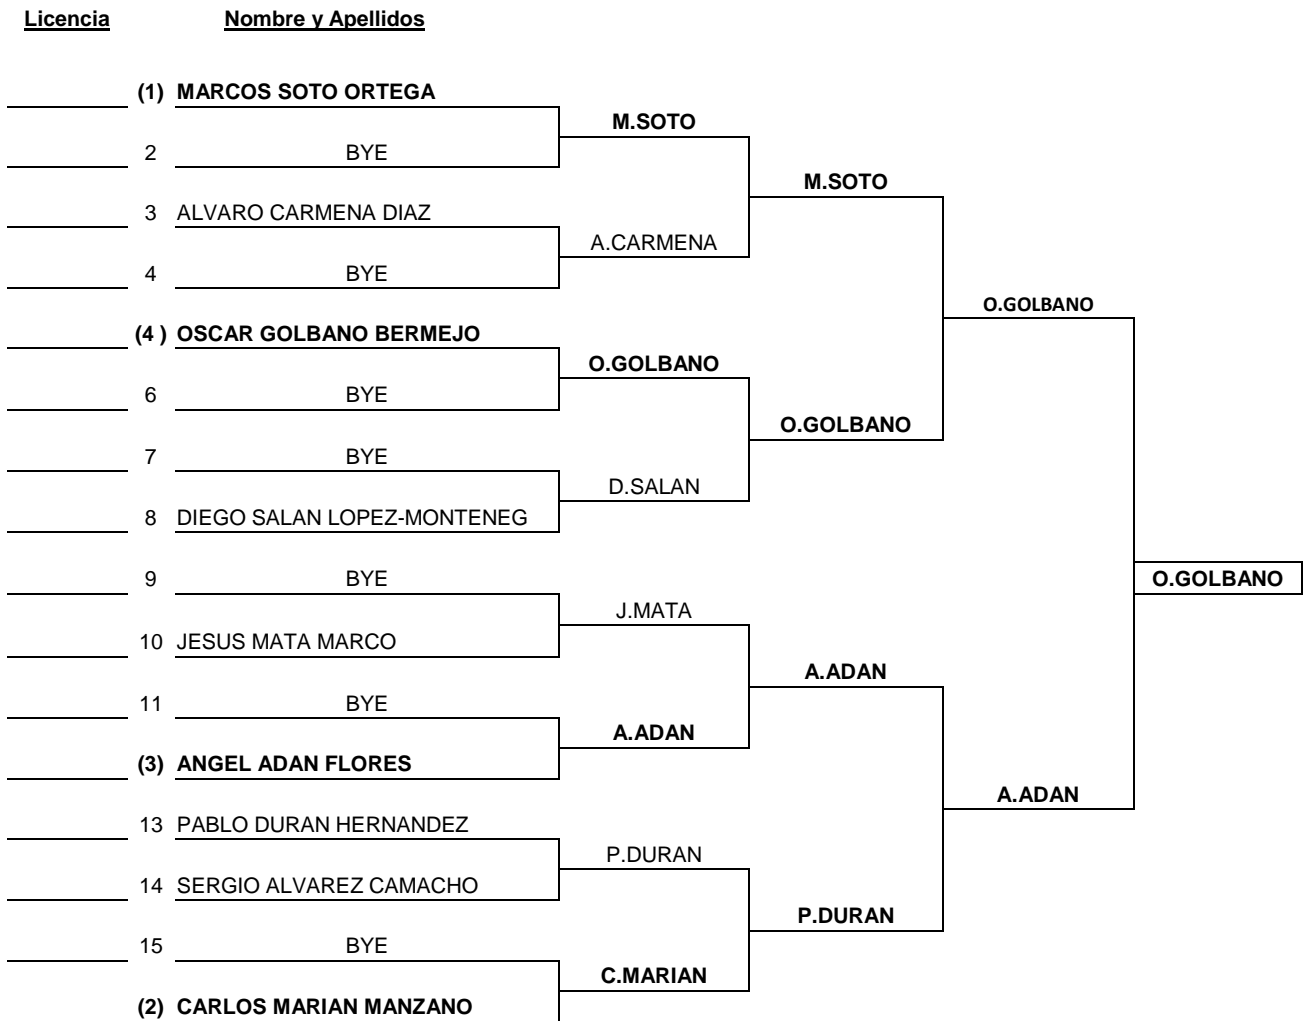 Licencia Nombre y Apellidos
(1) MARCOS SOTO ORTEGA
M.SOTO
2 BYE
M.SOTO
3 ALVARO CARMENA DIAZ
A.CARMENA
4 BYE
O.GOLBANO
(4 ) OSCAR GOLBANO BERMEJO
O.GOLBANO
6 BYE
O.GOLBANO
7 BYE
D.SALAN
8 DIEGO SALAN LOPEZ-MONTENEG
9 BYE
O.GOLBANO
J.MATA
10 JESUS MATA MARCO
A.ADAN
11 BYE
A.ADAN
(3) ANGEL ADAN FLORES
A.ADAN
13 PABLO DURAN HERNANDEZ
P.DURAN
14 SERGIO ALVAREZ CAMACHO
P.DURAN
15 BYE
C.MARIAN
(2) CARLOS MARIAN MANZANO